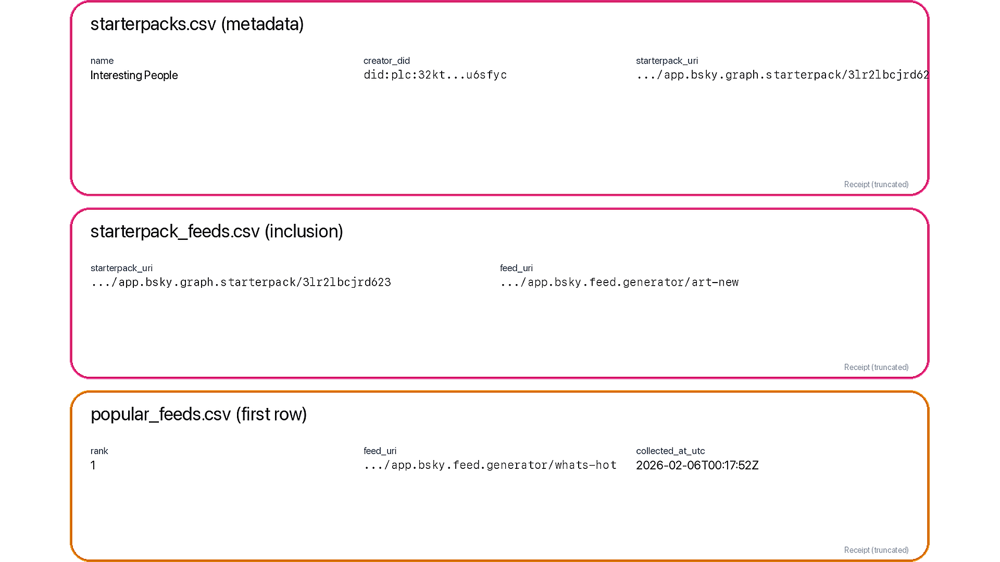 starterpacks.csv (metadata)
name creator_did starterpack_uri
Interesting People did:plc:32kt...u6sfyc .../app.bsky.graph.starterpack/3lr2lbcjrd62
Receipt (truncated)
starterpack_feeds.csv (inclusion)
starterpack_uri feed_uri
.../app.bsky.graph.starterpack/3lr2lbcjrd623 .../app.bsky.feed.generator/art-new
Receipt (truncated)
popular_feeds.csv (first row)
rank feed_uri collected_at_utc
1 .../app.bsky.feed.generator/whats-hot 2026-02-06T00:17:52Z
Receipt (truncated)